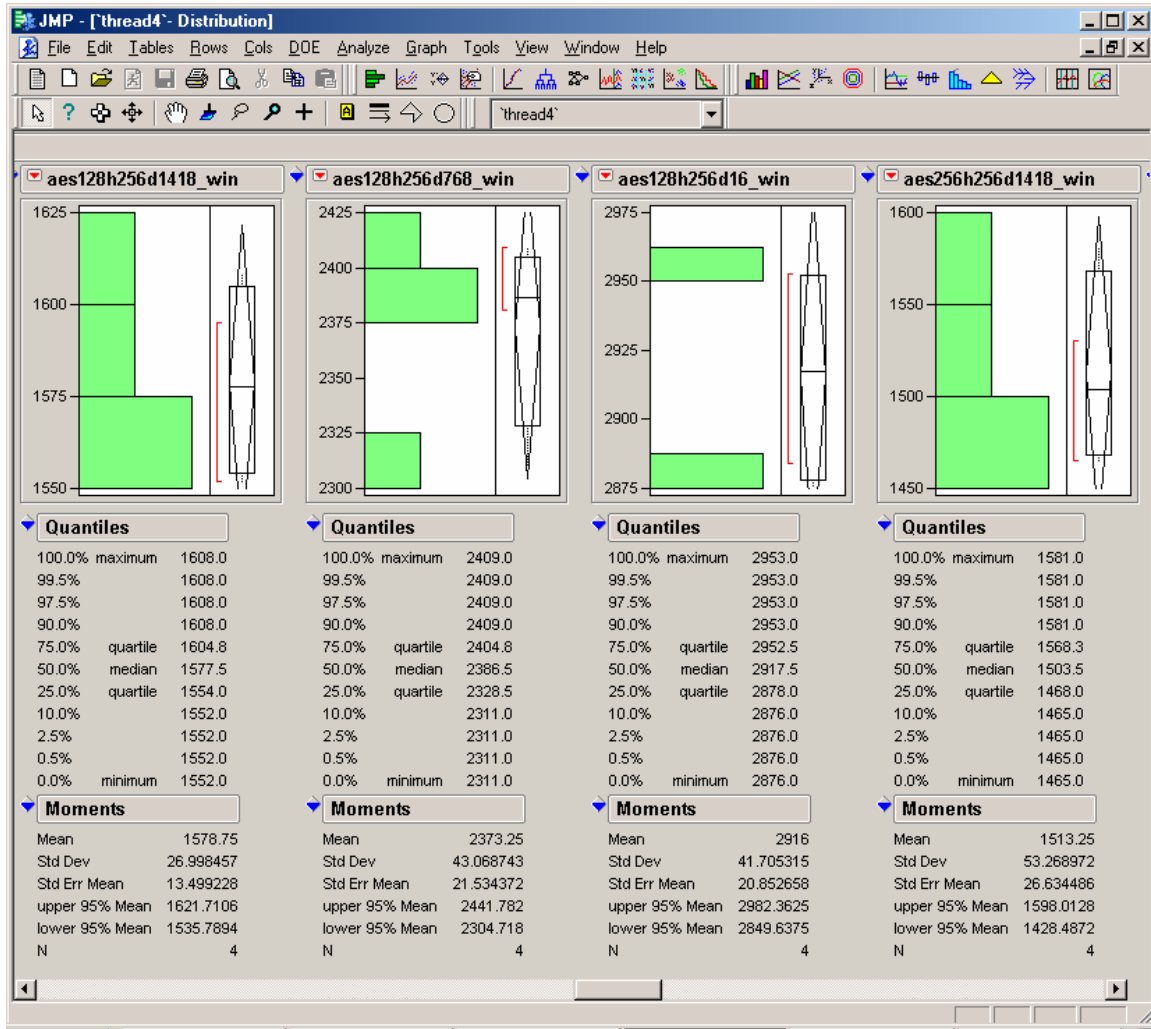 JMP - [`thread4`- Distribution]
File Edit Tables Rows Cols DOE Analyze Graph Tools View Window Help
? A `thread4`
aes128h256d1418_win
1625
1600
1575
1550
Quantiles
100.0% maximum 1608.0
99.5% 1608.0
97.5% 1608.0
90.0% 1608.0
75.0% quartile 1604.8
50.0% median 1577.5
25.0% quartile 1554.0
10.0% 1552.0
2.5% 1552.0
0.5% 1552.0
0.0% minimum 1552.0
Moments
Mean 1578.75
Std Dev 26.998457
Std Err Mean 13.499228
upper 95% Mean 1621.7106
lower 95% Mean 1535.7894
N 4
aes128h256d768_win
2425
2400
2375
2350
2325
2300
Quantiles
100.0% maximum 2409.0
99.5% 2409.0
97.5% 2409.0
90.0% 2409.0
75.0% quartile 2404.8
50.0% median 2386.5
25.0% quartile 2328.5
10.0% 2311.0
2.5% 2311.0
0.5% 2311.0
0.0% minimum 2311.0
Moments
Mean 2373.25
Std Dev 43.068743
Std Err Mean 21.534372
upper 95% Mean 2441.782
lower 95% Mean 2304.718
N 4
aes128h256d16_win
2975
2950
2925
2900
2875
Quantiles
100.0% maximum 2953.0
99.5% 2953.0
97.5% 2953.0
90.0% 2953.0
75.0% quartile 2952.5
50.0% median 2917.5
25.0% quartile 2878.0
10.0% 2876.0
2.5% 2876.0
0.5% 2876.0
0.0% minimum 2876.0
Moments
Mean 2916
Std Dev 41.705315
Std Err Mean 20.852658
upper 95% Mean 2982.3625
lower 95% Mean 2849.6375
N 4
aes256h256d1418_win
1600
1550
1500
1450
Quantiles
100.0% maximum 1581.0
99.5% 1581.0
97.5% 1581.0
90.0% 1581.0
75.0% quartile 1568.3
50.0% median 1503.5
25.0% quartile 1468.0
10.0% 1465.0
2.5% 1465.0
0.5% 1465.0
0.0% minimum 1465.0
Moments
Mean 1513.25
Std Dev 53.268972
Std Err Mean 26.634486
upper 95% Mean 1598.0128
lower 95% Mean 1428.4872
N 4